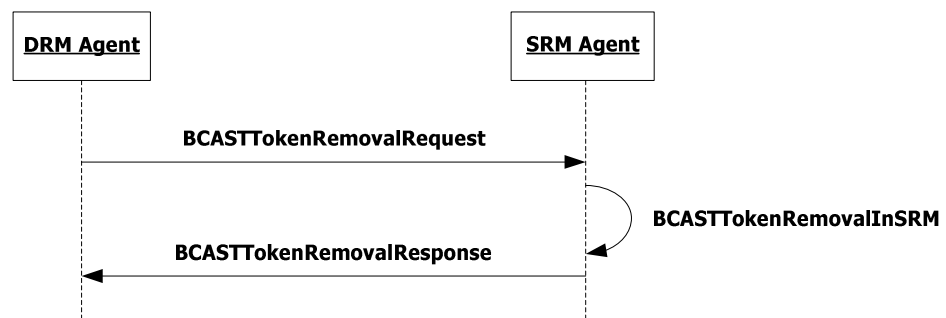 DRM Agent
SRM Agent
BCASTTokenRemovalRequest
BCASTTokenRemovalInSRM
BCASTTokenRemovalResponse